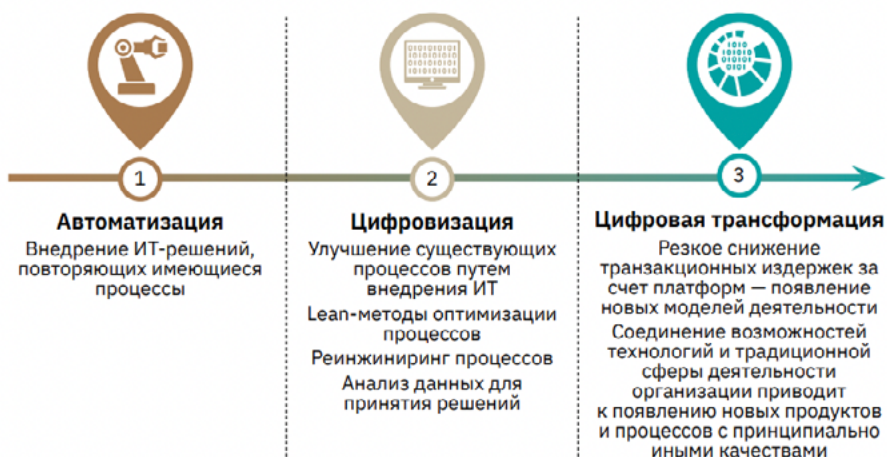 1
Автоматизация
Внедрение ИТ-решений,
повторяющих имеющиеся
процессы
2
Цифровизация
Улучшение существующих
процессов путем
внедрения ИТ
Lean-методы оптимизации
процессов
Реинжиниринг процессов
Анализ данных для
принятия решений
3
Цифровая трансформация
Резкое снижение
транзакционных издержек за
счет платформ — появление
новых моделей деятельности
Соединение возможностей
технологий и традиционной
сферы деятельности
организации приводит
к появлению новых продуктов
и процессов с принципиально
иными качествами